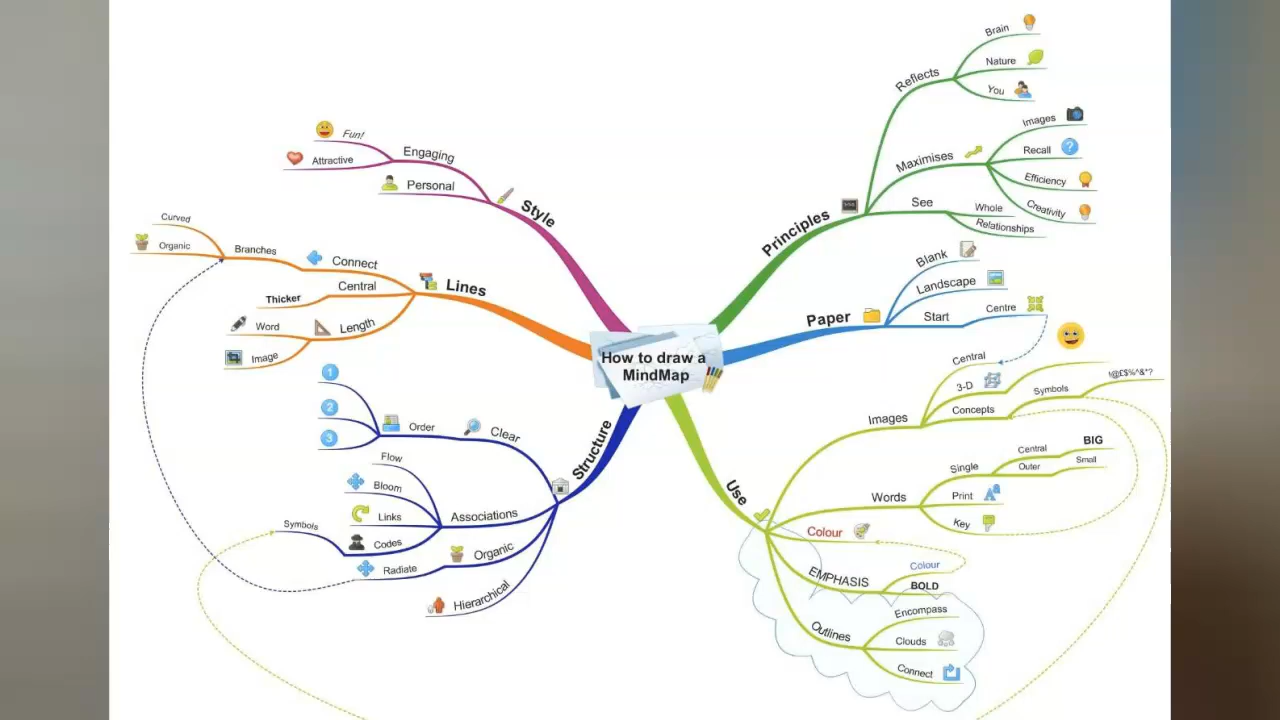 How to draw a
MindMap
Principles
Reflects
Brain
Nature
You
Maximises
Images
Recall
Efficiency
Creativity
See
Whole
Relationships
Paper
Blank
Landscape
Start
Centre
Use
Images
Central
3-D
Concepts
Symbols
!@£$%^&*?
Words
Single
Central
BIG
Outer
Small
Print
Key
Colour
EMPHASIS
Colour
BOLD
Outlines
Encompass
Clouds
Connect
Structure
Clear
Order
1
2
3
Associations
Flow
Bloom
Links
Codes
Symbols
Organic
Radiate
Hierarchical
Lines
Connect
Branches
Curved
Organic
Central
Thicker
Length
Word
Image
Style
Engaging
Fun!
Attractive
Personal